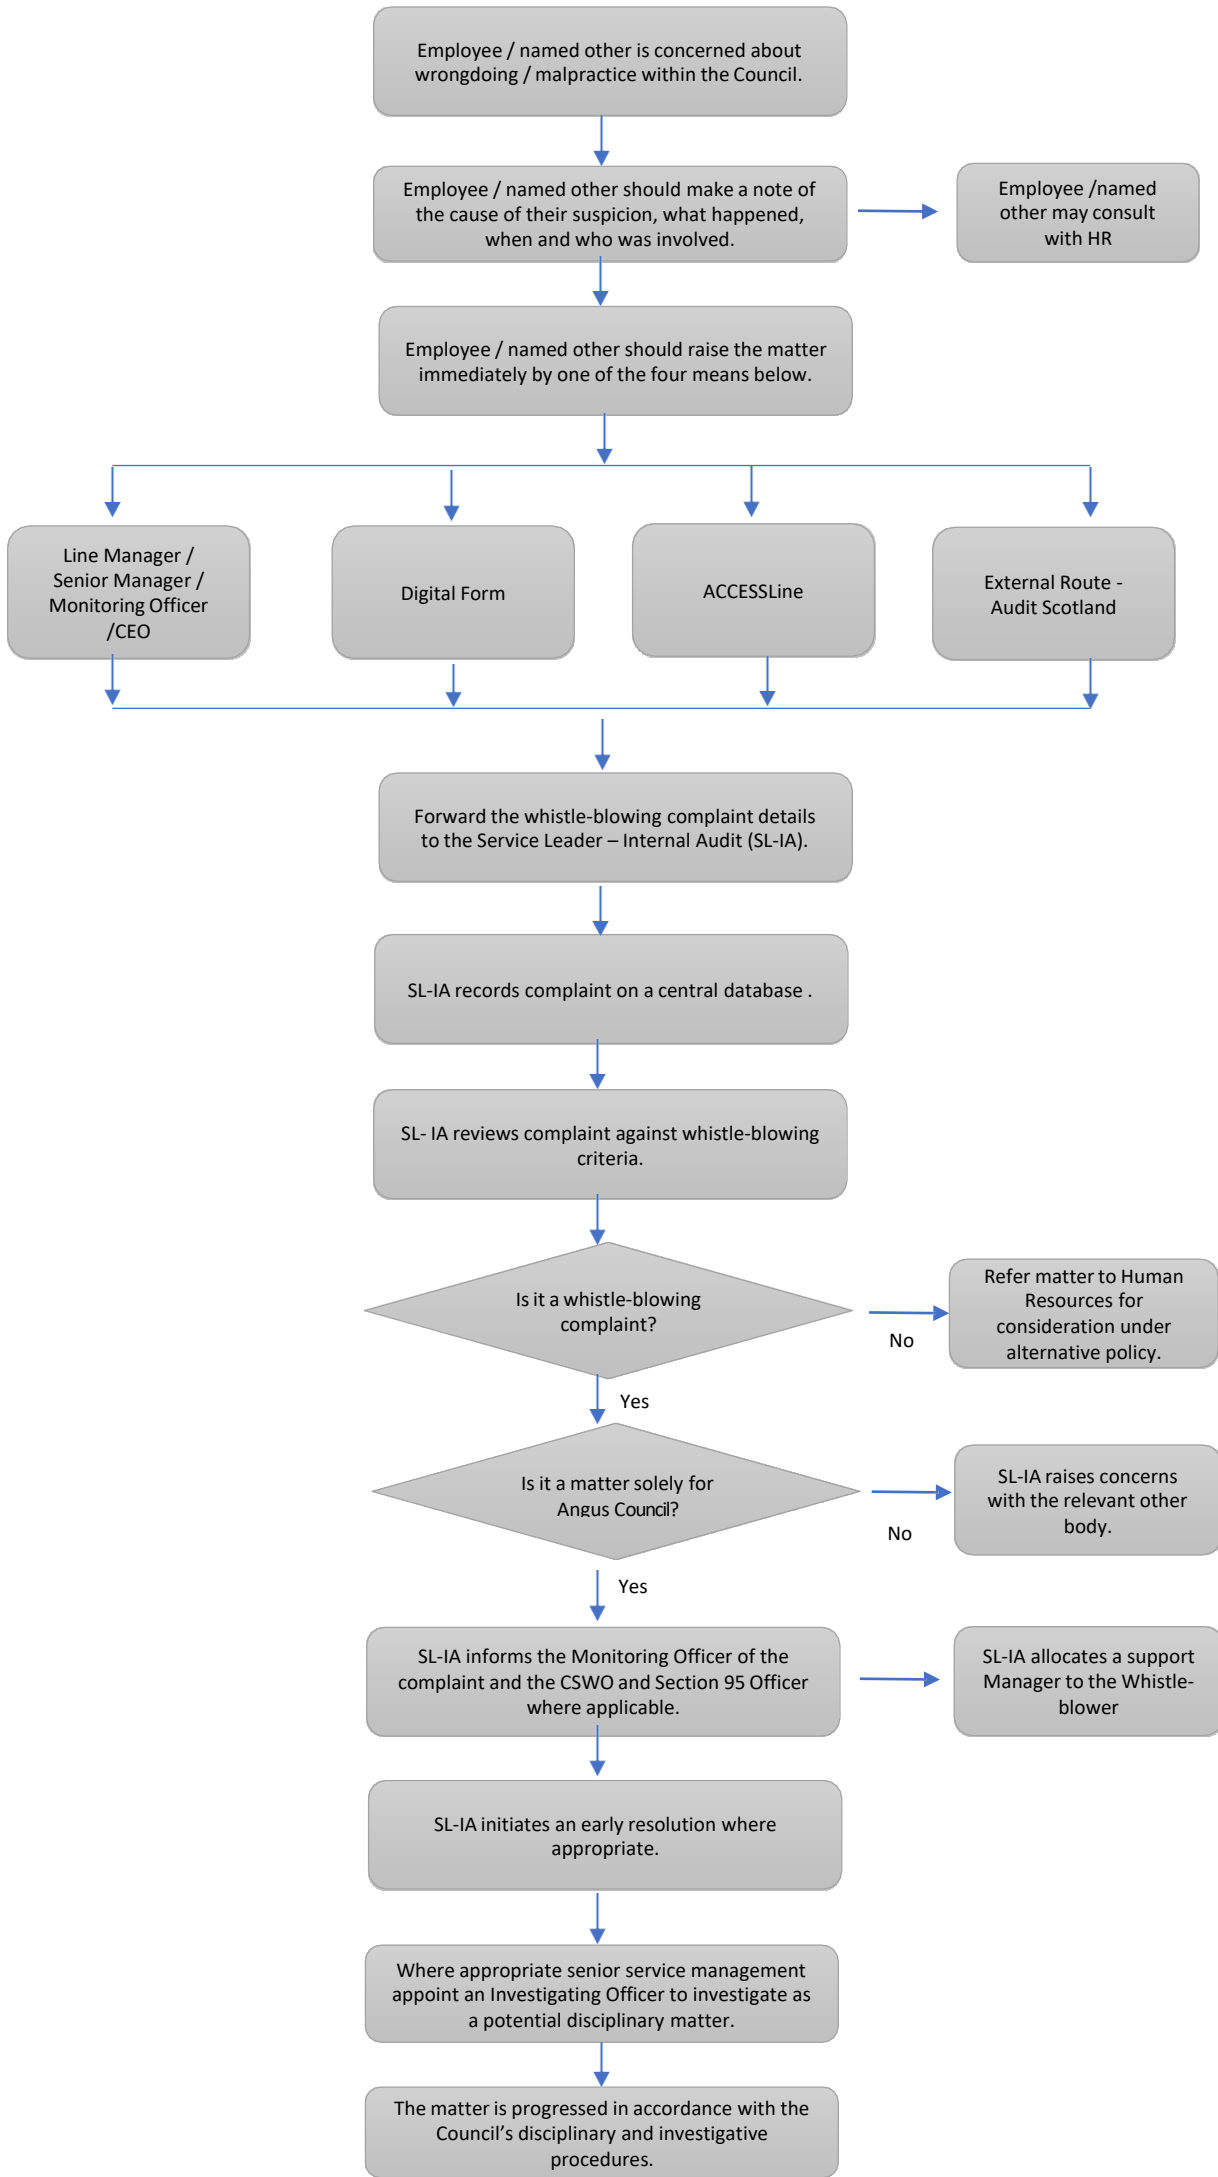 Employee / named other is concerned about
wrongdoing / malpractice within the Council.
Employee / named other should make a note of
the cause of their suspicion, what happened,
when and who was involved.
Employee /named
other may consult
with HR
Employee / named other should raise the matter
immediately by one of the four means below.
Line Manager /
Senior Manager /
Monitoring Officer
/CEO
Digital Form
ACCESSLine
External Route -
Audit Scotland
Forward the whistle-blowing complaint details
to the Service Leader – Internal Audit (SL-IA).
SL-IA records complaint on a central database .
SL- IA reviews complaint against whistle-blowing
criteria.
Is it a whistle-blowing
complaint?
No
Refer matter to Human
Resources for
consideration under
alternative policy.
Yes
Is it a matter solely for
Angus Council?
No
SL-IA raises concerns
with the relevant other
body.
Yes
SL-IA informs the Monitoring Officer of the
complaint and the CSWO and Section 95 Officer
where applicable.
SL-IA allocates a support
Manager to the Whistle-
blower
SL-IA initiates an early resolution where
appropriate.
Where appropriate senior service management
appoint an Investigating Officer to investigate as
a potential disciplinary matter.
The matter is progressed in accordance with the
Council’s disciplinary and investigative
procedures.